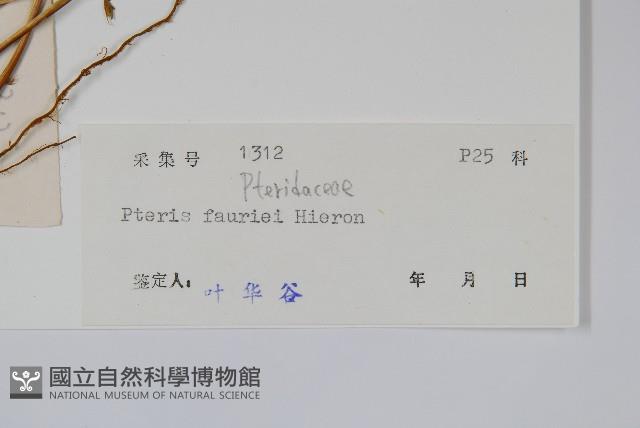 采集号 1312 P25 科
Pteridaceae
Pteris fauriei Hieron
鉴定人: 叶华谷 年 月 日
國立自然科學博物館
NATIONAL MUSEUM OF NATURAL SCIENCE